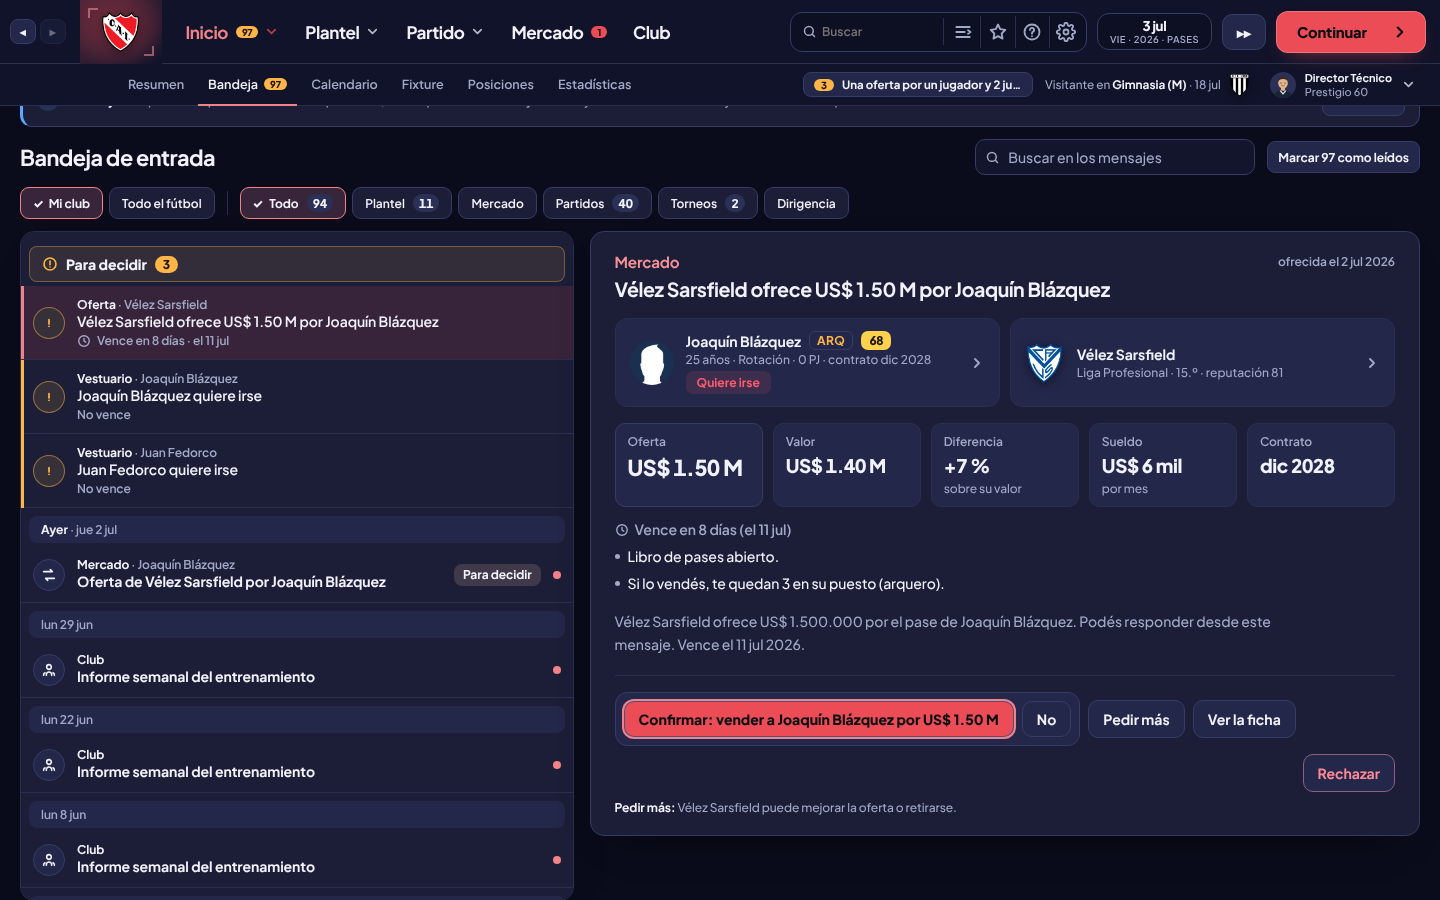 Inicio 97
Plantel
Partido
Mercado 1
Club
Buscar
3 jul
VIE · 2026 · PASES
Continuar
Resumen
Bandeja 97
Calendario
Fixture
Posiciones
Estadísticas
3 Una oferta por un jugador y 2 ju...
Visitante en Gimnasia (M) · 18 jul
Director Técnico
Prestigio 60
Bandeja de entrada
Buscar en los mensajes
Marcar 97 como leídos
Mi club
Todo el fútbol
Todo 94
Plantel 11
Mercado
Partidos 40
Torneos 2
Dirigencia
Para decidir 3
Oferta · Vélez Sarsfield
Vélez Sarsfield ofrece US$ 1.50 M por Joaquín Blázquez
Vence en 8 días · el 11 jul
Vestuario · Joaquín Blázquez
Joaquín Blázquez quiere irse
No vence
Vestuario · Juan Fedorco
Juan Fedorco quiere irse
No vence
Ayer · jue 2 jul
Mercado · Joaquín Blázquez
Oferta de Vélez Sarsfield por Joaquín Blázquez
Para decidir
lun 29 jun
Club
Informe semanal del entrenamiento
lun 22 jun
Club
Informe semanal del entrenamiento
lun 8 jun
Club
Informe semanal del entrenamiento
Mercado
ofrecida el 2 jul 2026
Vélez Sarsfield ofrece US$ 1.50 M por Joaquín Blázquez
Joaquín Blázquez ARQ 68
25 años · Rotación · 0 PJ · contrato dic 2028
Quiere irse
Vélez Sarsfield
Liga Profesional · 15.º · reputación 81
Oferta
US$ 1.50 M
Valor
US$ 1.40 M
Diferencia
+7 %
sobre su valor
Sueldo
US$ 6 mil
por mes
Contrato
dic 2028
Vence en 8 días (el 11 jul)
Libro de pases abierto.
Si lo vendés, te quedan 3 en su puesto (arquero).
Vélez Sarsfield ofrece US$ 1.500.000 por el pase de Joaquín Blázquez. Podés responder desde este
mensaje. Vence el 11 jul 2026.
Confirmar: vender a Joaquín Blázquez por US$ 1.50 M
No
Pedir más
Ver la ficha
Rechazar
Pedir más: Vélez Sarsfield puede mejorar la oferta o retirarse.